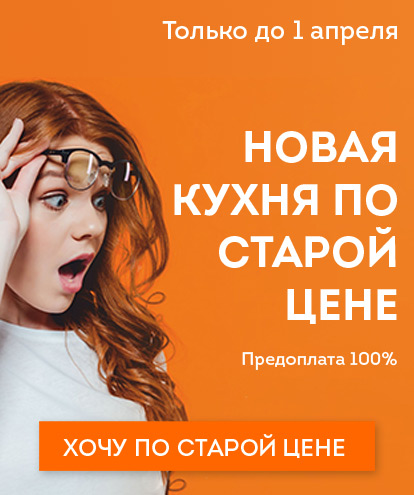 Только до 1 апреля
НОВАЯ
КУХНЯ ПО
СТАРОЙ
ЦЕНЕ
Предоплата 100%
ХОЧУ ПО СТАРОЙ ЦЕНЕ